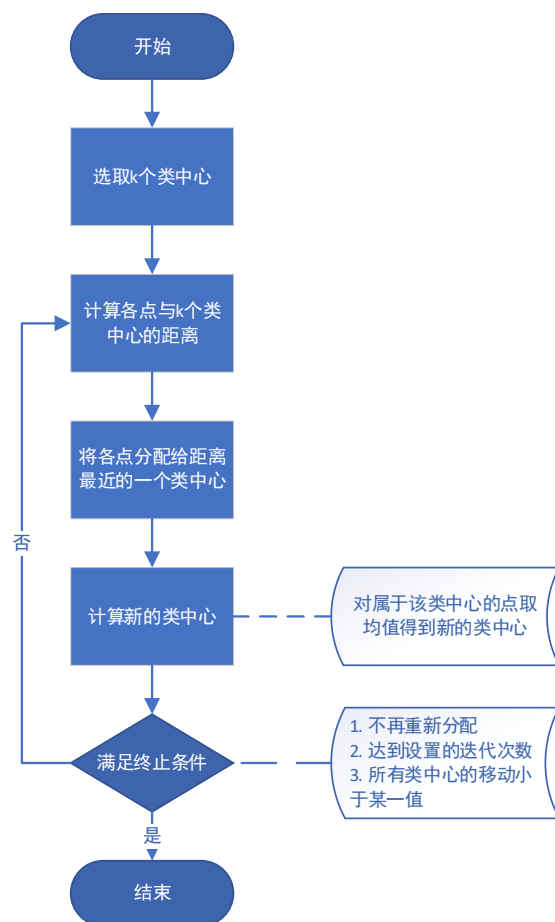 开始
选取k个类中心
计算各点与k个类
中心的距离
将各点分配给距离
最近的一个类中心
否
计算新的类中心
对属于该类中心的点取
均值得到新的类中心
满足终止条件
1. 不再重新分配
2. 达到设置的迭代次数
3. 所有类中心的移动小
于某一值
是
结束